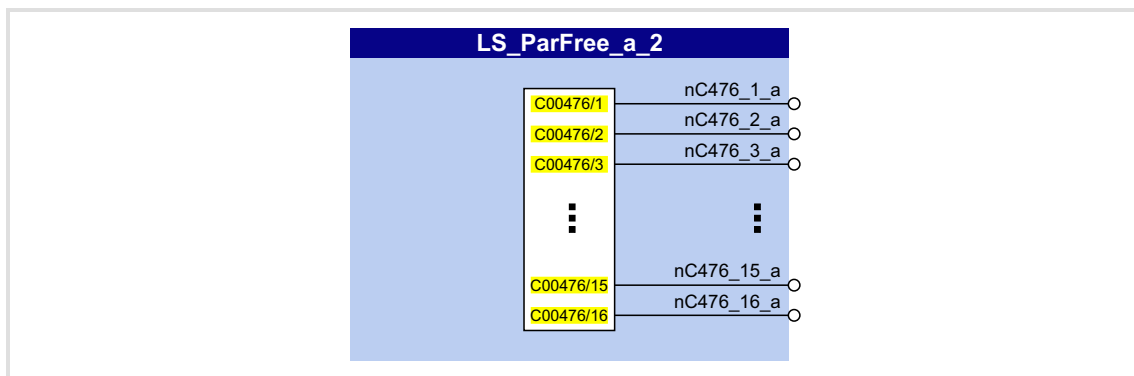 LS_ParFree_a_2
C00476/1 nC476_1_a
C00476/2 nC476_2_a
C00476/3 nC476_3_a
C00476/15 nC476_15_a
C00476/16 nC476_16_a